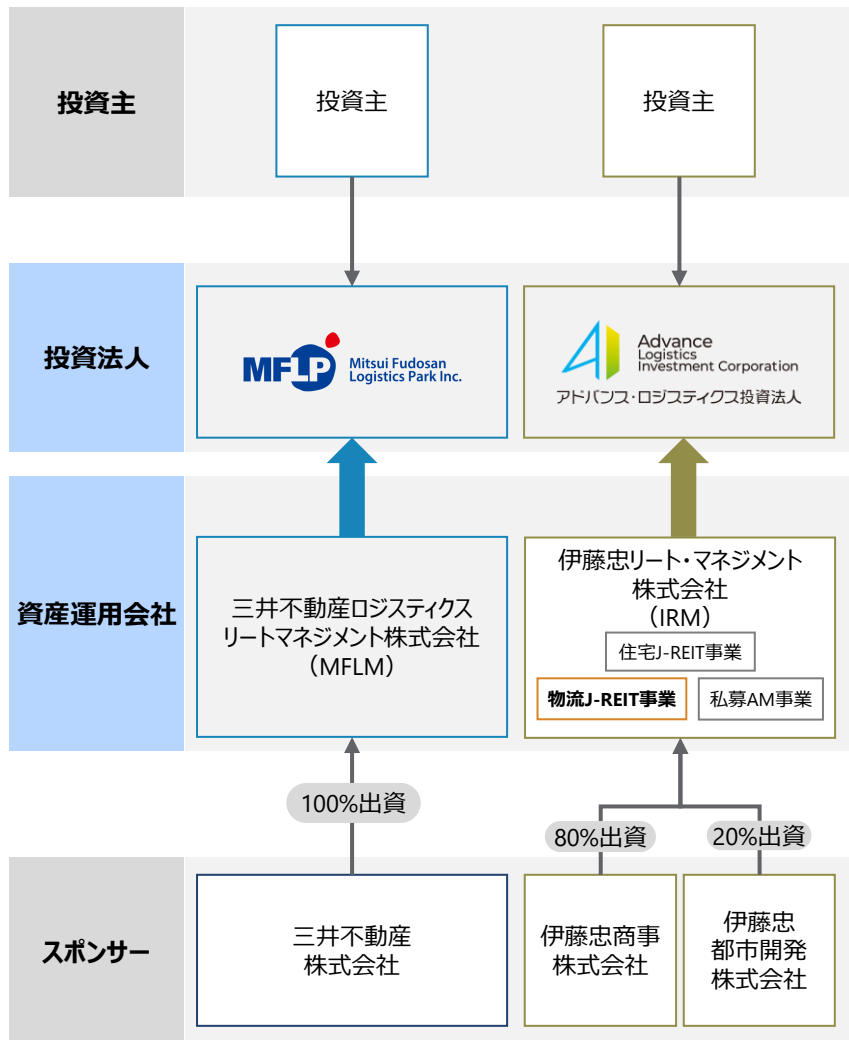 投資主
投資主
投資主
投資法人
MFLP
Mitsui Fudosan
Logistics Park Inc.
Advance
Logistics
Investment Corporation
アドバンス・ロジスティクス投資法人
資産運用会社
三井不動産ロジスティクス
リートマネジメント株式会社
（MFLM）
伊藤忠リート・マネジメント
株式会社
（IRM）
住宅J-REIT事業
物流J-REIT事業
私募AM事業
100%出資
80%出資
20%出資
スポンサー
三井不動産
株式会社
伊藤忠商事
株式会社
伊藤忠
都市開発
株式会社